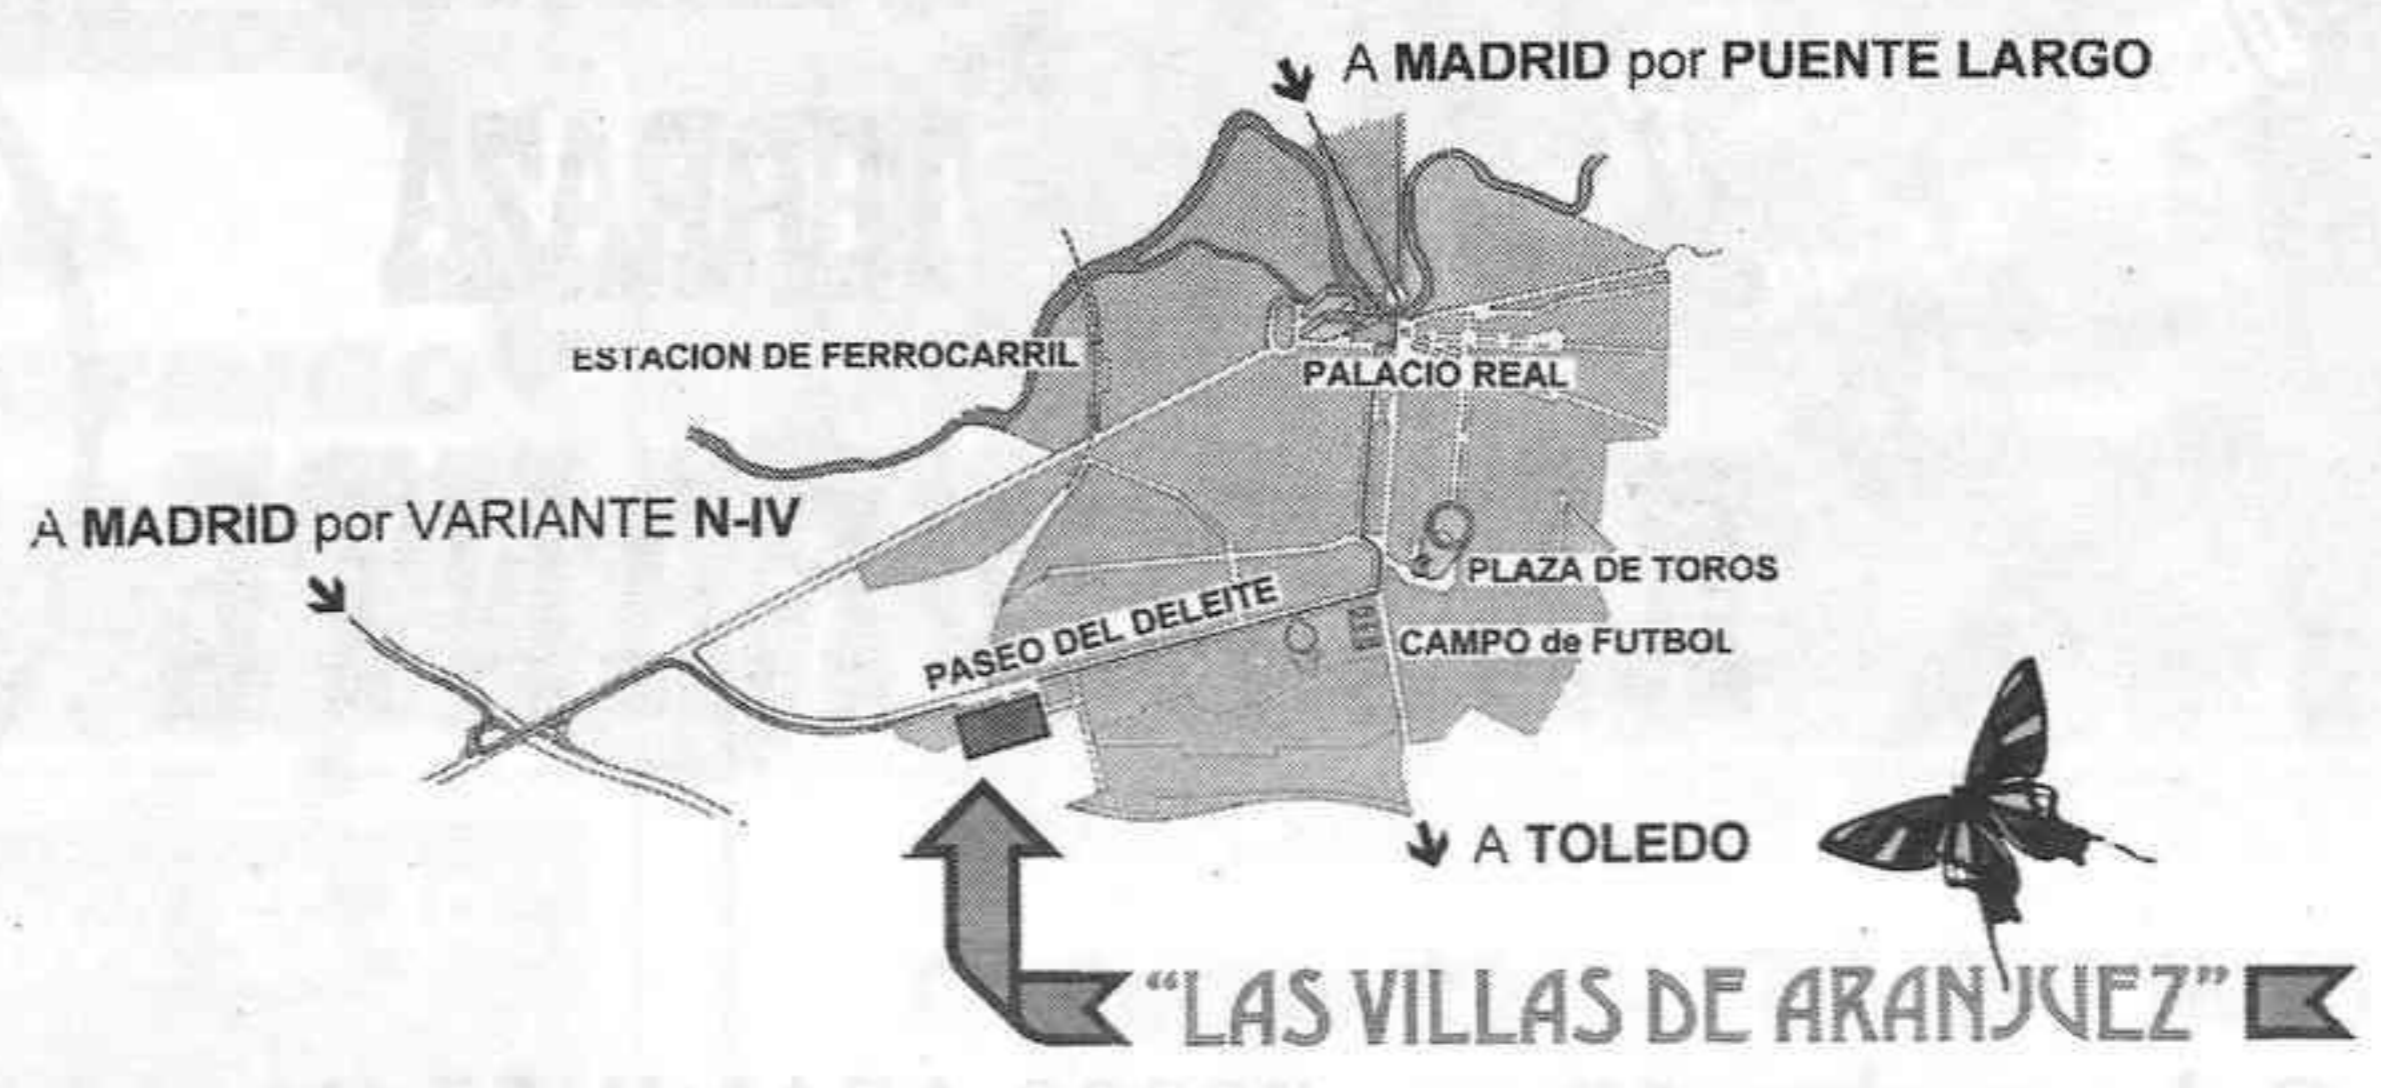 A MADRID por PUENTE LARGO
ESTACION DE FERROCARRIL
PALACIO REAL
A MADRID por VARIANTE N-IV
PLAZA DE TOROS
PASEO DEL DELEITE
CAMPO de FUTBOL
A TOLEDO
"LAS VILLAS DE ARANJUEZ"